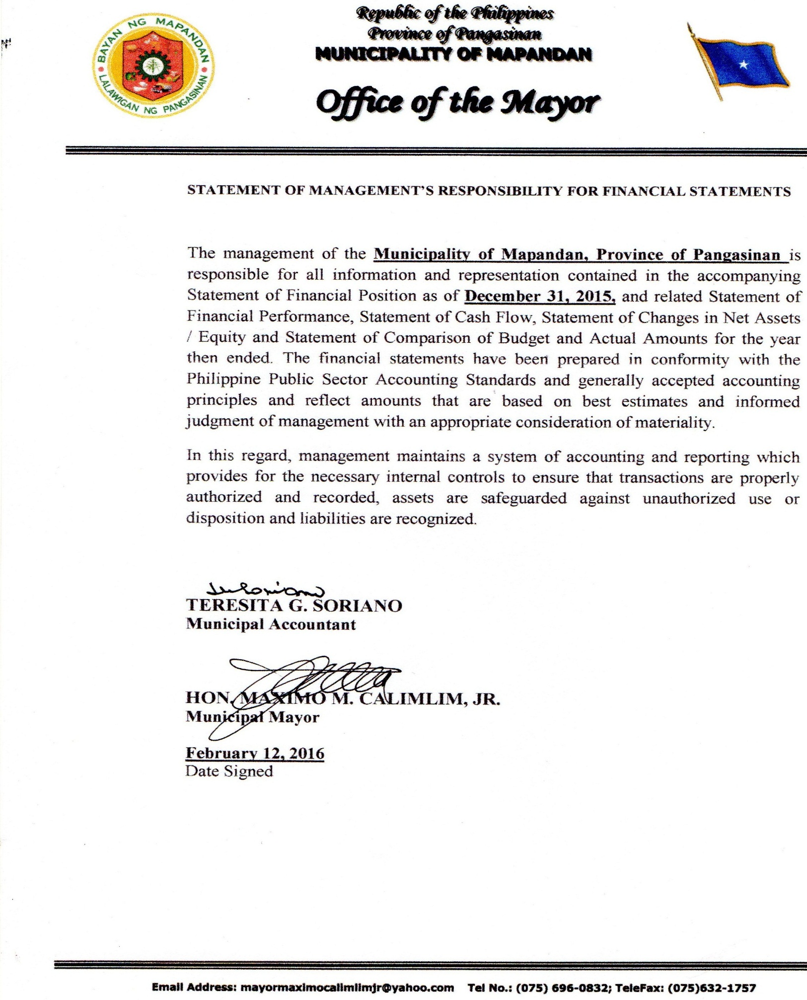 Republic of the Philippines
Province of Pangasinan
MUNICIPALITY OF MAPANDAN
Office of the Mayor
BAYAN NG MAPANDAN
LALAWIGAN NG PANGASINAN
STATEMENT OF MANAGEMENT'S RESPONSIBILITY FOR FINANCIAL STATEMENTS
The management of the Municipality of Mapandan, Province of Pangasinan is
responsible for all information and representation contained in the accompanying
Statement of Financial Position as of December 31, 2015, and related Statement of
Financial Performance, Statement of Cash Flow, Statement of Changes in Net Assets
/ Equity and Statement of Comparison of Budget and Actual Amounts for the year
then ended. The financial statements have been prepared in conformity with the
Philippine Public Sector Accounting Standards and generally accepted accounting
principles and reflect amounts that are based on best estimates and informed
judgment of management with an appropriate consideration of materiality.
In this regard, management maintains a system of accounting and reporting which
provides for the necessary internal controls to ensure that transactions are properly
authorized and recorded, assets are safeguarded against unauthorized use or
disposition and liabilities are recognized.
TERESITA G. SORIANO
Municipal Accountant
HON. MAXIMO M. CALIMLIM, JR.
Municipal Mayor
February 12, 2016
Date Signed
Email Address: mayormaximocalimlimjr@yahoo.com Tel No.: (075) 696-0832; TeleFax: (075)632-1757